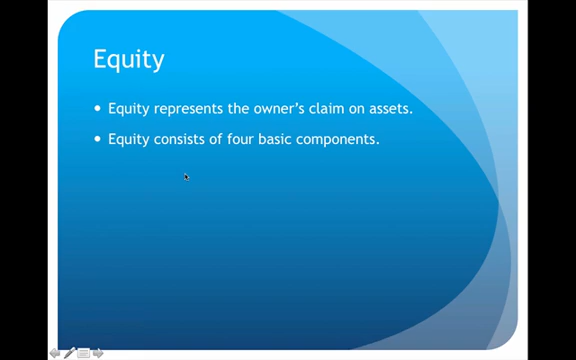 Equity
Equity represents the owner's claim on assets.
Equity consists of four basic components.